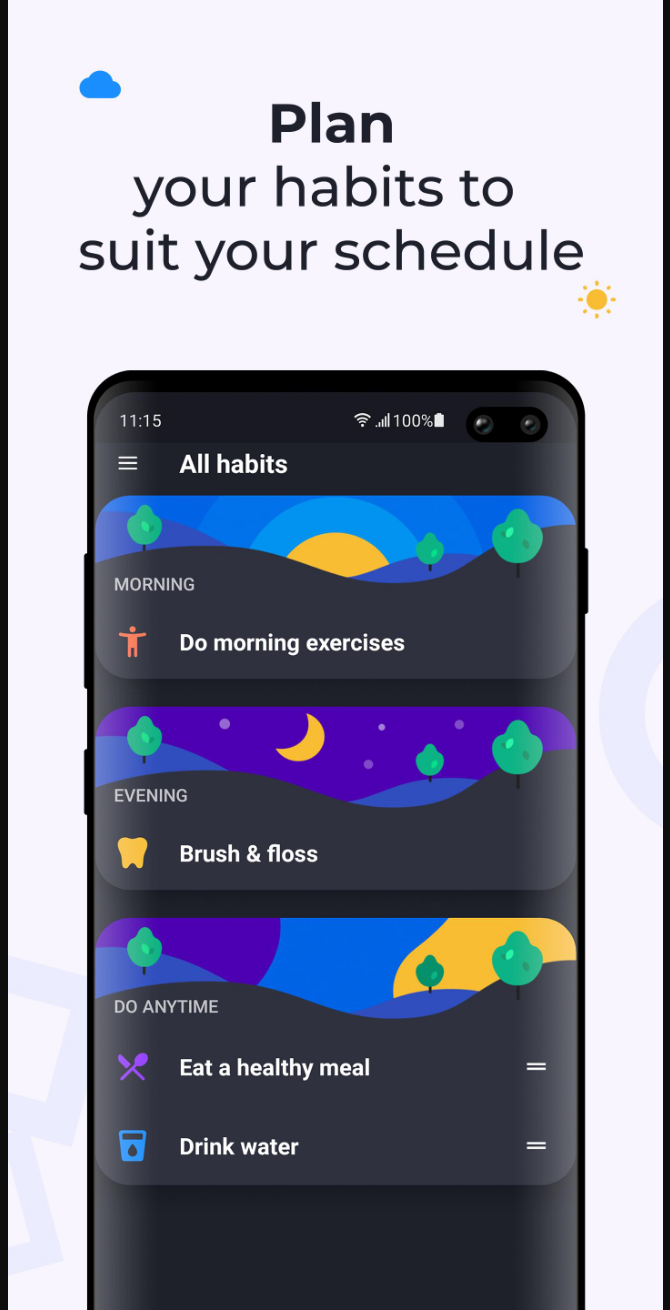 Plan
your habits to
suit your schedule
11:15
100%
All habits
MORNING
Do morning exercises
EVENING
Brush & floss
DO ANYTIME
Eat a healthy meal
Drink water